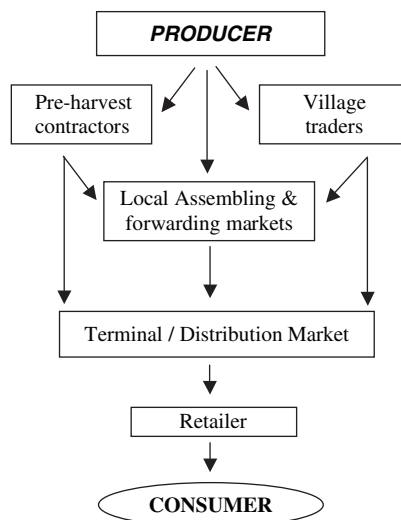 PRODUCER
Pre-harvest
contractors
Village
traders
Local Assembling &
forwarding markets
Terminal / Distribution Market
Retailer
CONSUMER